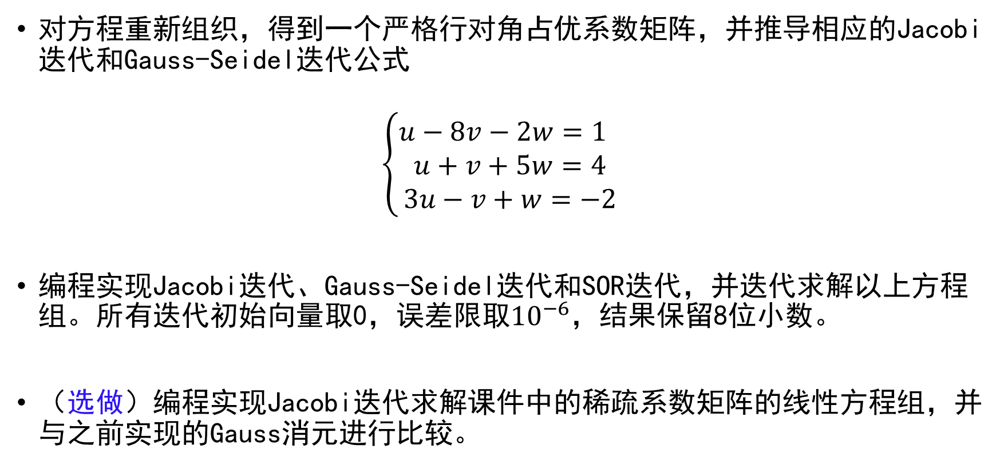 • 对方程重新组织，得到一个严格行对角占优系数矩阵，并推导相应的Jacobi
迭代和Gauss-Seidel迭代公式
u − 8v − 2w = 1
u + v + 5w = 4
3u − v + w = −2
• 编程实现Jacobi迭代、Gauss-Seidel迭代和SOR迭代，并迭代求解以上方程
组。所有迭代初始向量取0，误差限取10⁻⁶，结果保留8位小数。
• （选做）编程实现Jacobi迭代求解课件中的稀疏系数矩阵的线性方程组，并
与之前实现的Gauss消元进行比较。